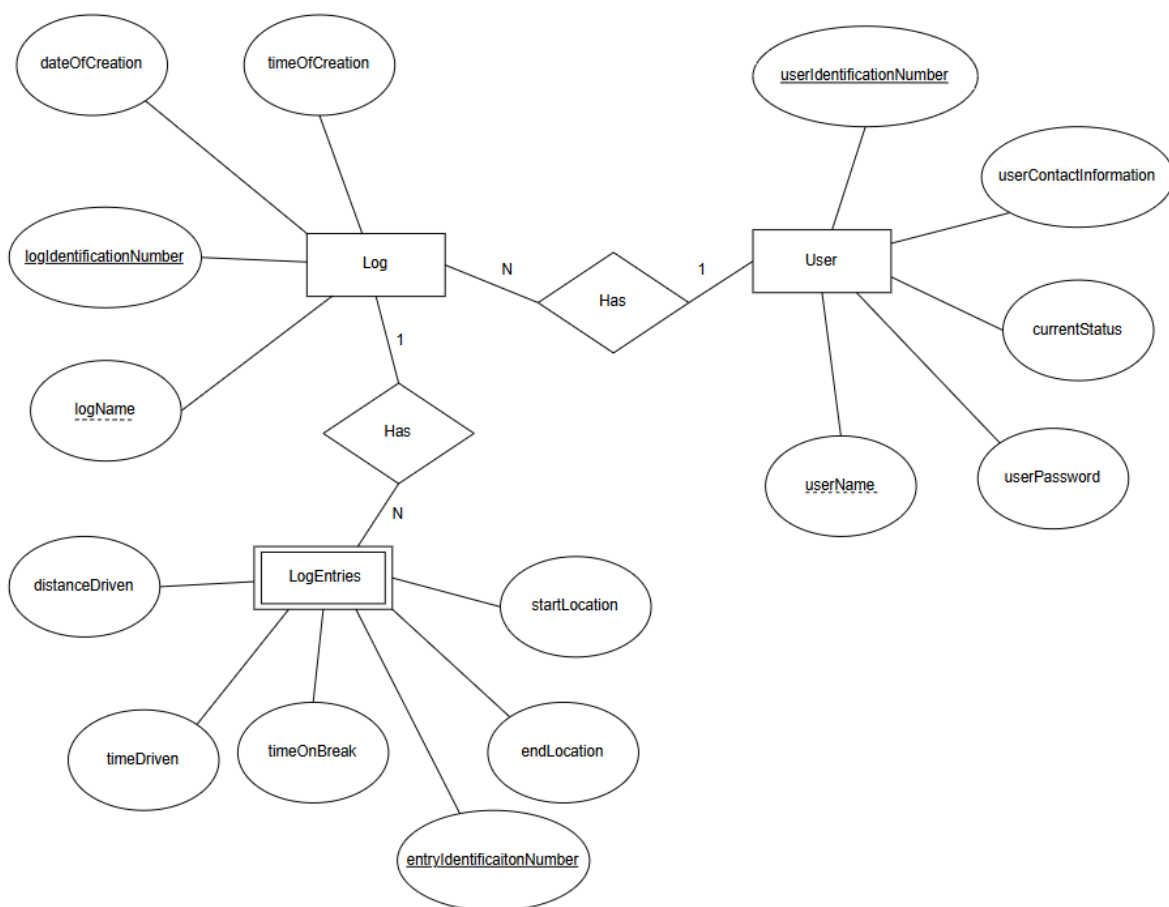 dateOfCreation
timeOfCreation
userIdentificationNumber
userContactInformation
logIdentificationNumber
Log
N
Has
1
User
currentStatus
1
logName
Has
userName
userPassword
N
distanceDriven
LogEntries
startLocation
timeDriven
timeOnBreak
endLocation
entryIdentificaitonNumber